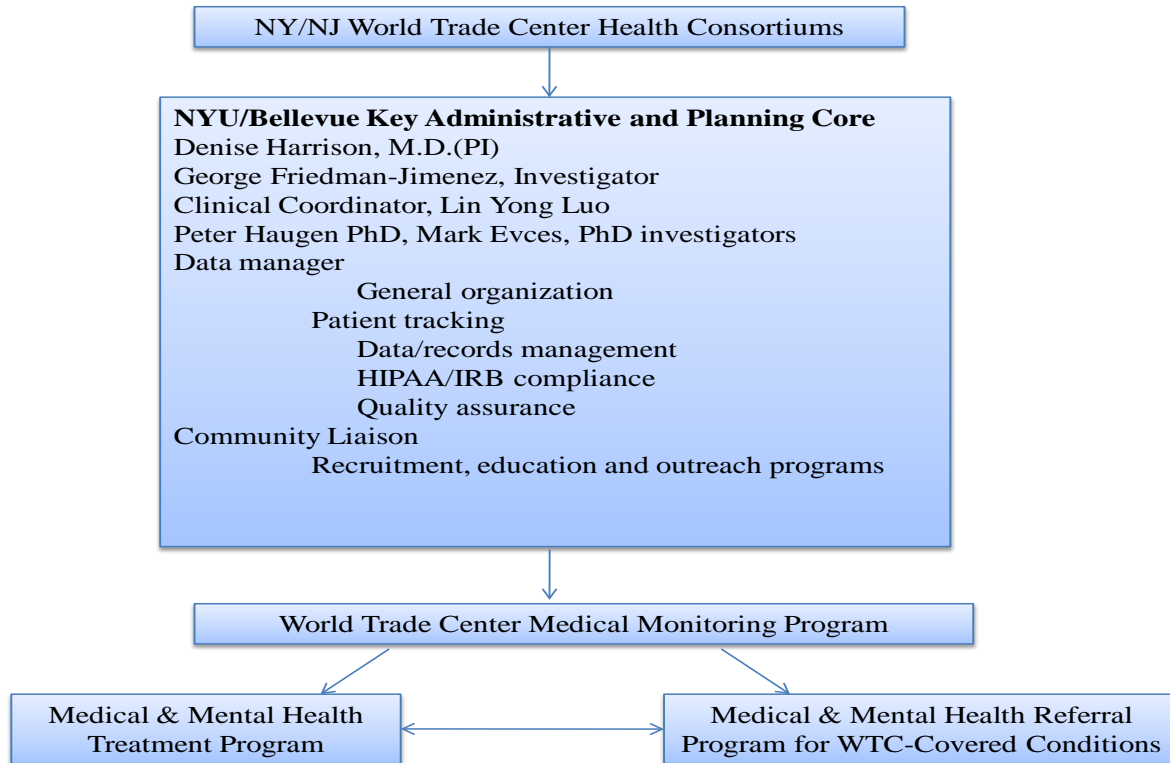 NY/NJ World Trade Center Health Consortiums
NYU/Bellevue Key Administrative and Planning Core
Denise Harrison, M.D.(PI)
George Friedman-Jimenez, Investigator
Clinical Coordinator, Lin Yong Luo
Peter Haugen PhD, Mark Evces, PhD investigators
Data manager
General organization
Patient tracking
Data/records management
HIPAA/IRB compliance
Quality assurance
Community Liaison
Recruitment, education and outreach programs
World Trade Center Medical Monitoring Program
Medical & Mental Health
Treatment Program
Medical & Mental Health Referral
Program for WTC-Covered Conditions